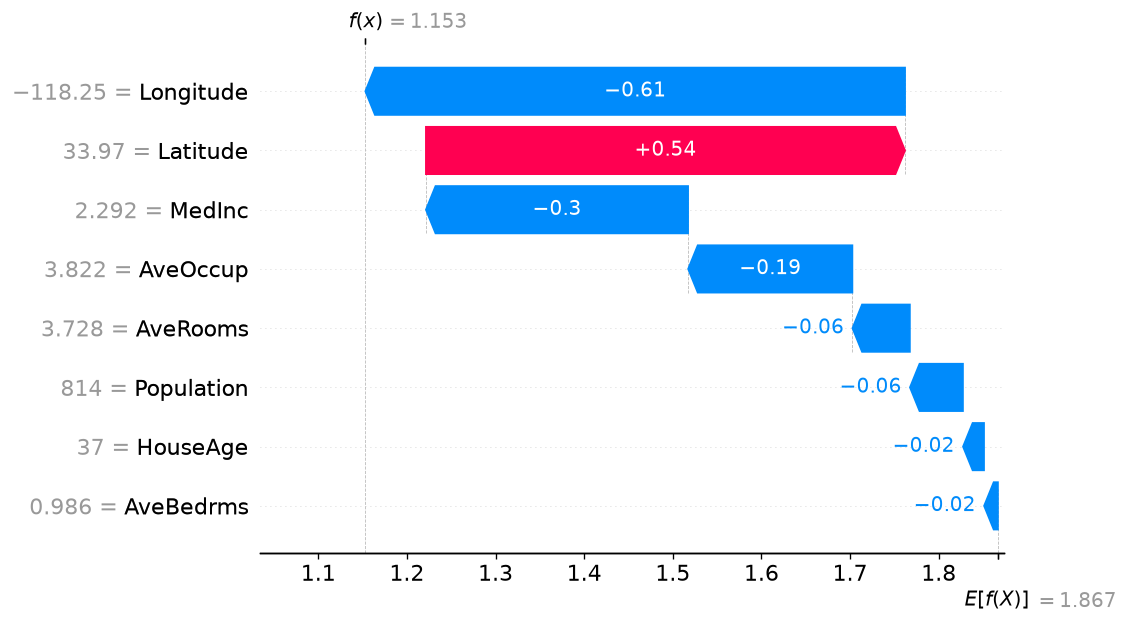 f(x) = 1.153
−118.25 = Longitude −0.61
33.97 = Latitude +0.54
2.292 = MedInc −0.3
3.822 = AveOccup −0.19
3.728 = AveRooms −0.06
814 = Population −0.06
37 = HouseAge −0.02
0.986 = AveBedrms −0.02
1.1 1.2 1.3 1.4 1.5 1.6 1.7 1.8
E[f(X)] = 1.867